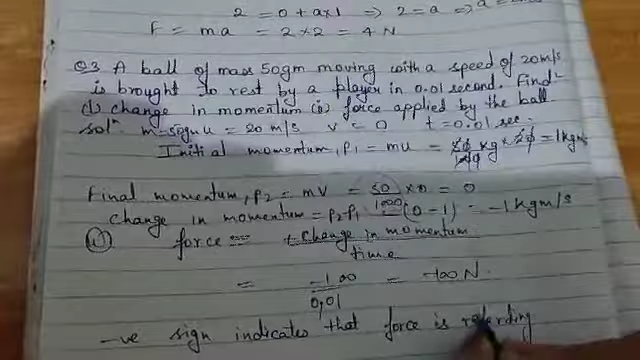 2 = 0 + a×1 ⇒ 2 = a ⇒ a =
F = ma = 2×2 = 4 N
Q3 A ball of mass 50gm moving with a speed of 20m/s
is brought to rest by a player in 0.01 second. Find
(i) change in momentum (ii) force applied by the ball
solⁿ m = 50gm u = 20 m/s v = 0 t = 0.01 sec.
Initial momentum, P₁ = mu = kg × 20 = 1kgm/s
Final momentum, P₂ = mv = 50/1000 × 0 = 0
Change in momentum = P₂-P₁ = (0-1) = -1kgm/s
(ii) force = change in momentum
time
= -1.00 = -100 N.
0.01
-ve sign indicates that force is retarding